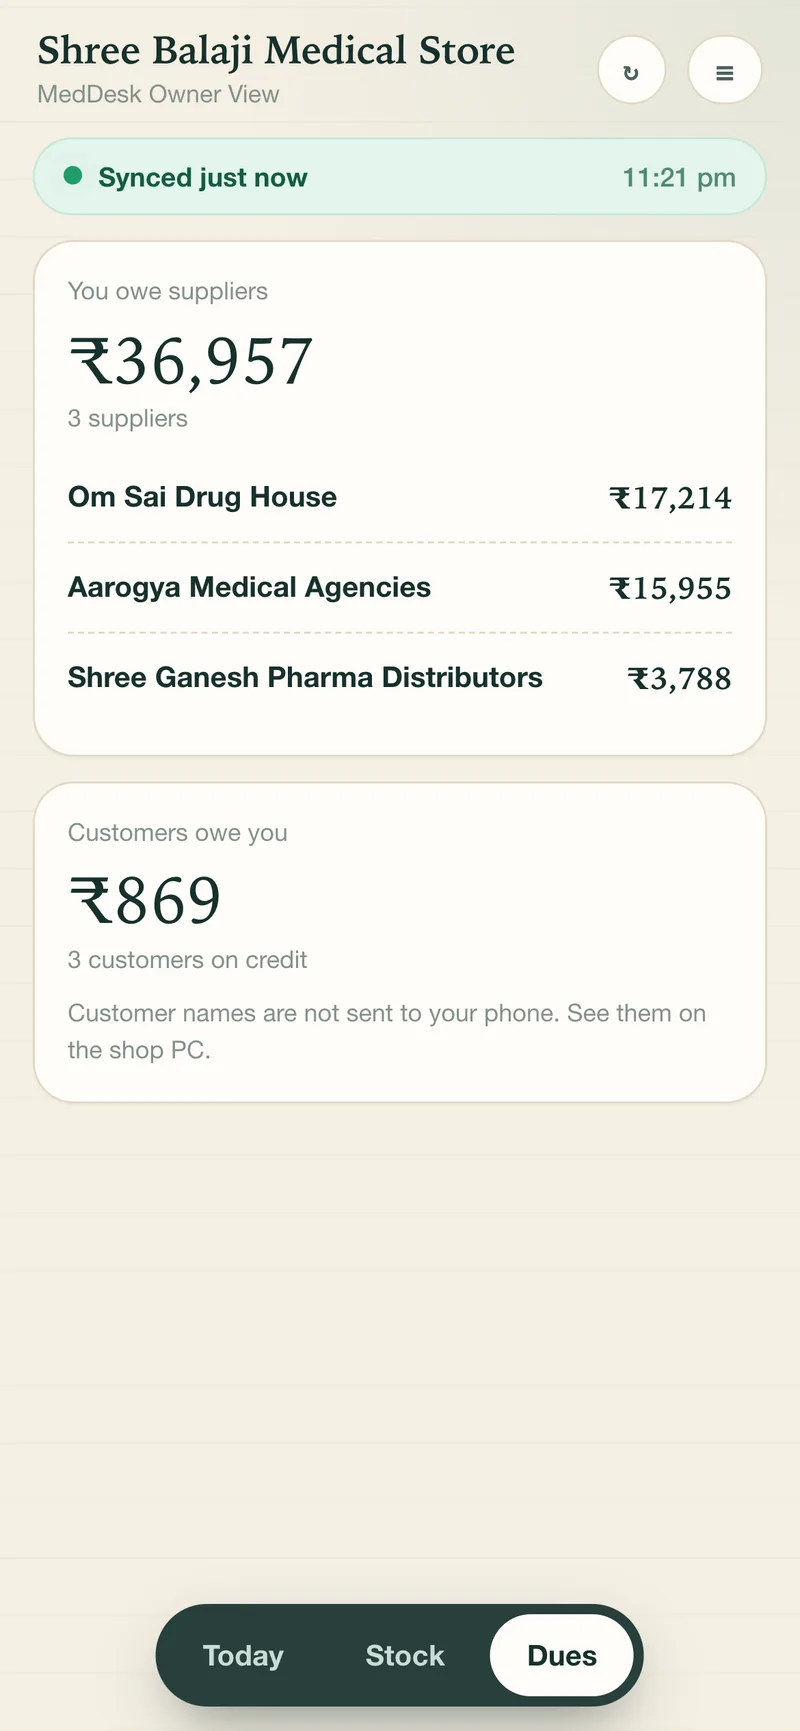 Shree Balaji Medical Store
MedDesk Owner View
↻ ≡
Synced just now 11:21 pm
You owe suppliers
₹36,957
3 suppliers
Om Sai Drug House ₹17,214
Aarogya Medical Agencies ₹15,955
Shree Ganesh Pharma Distributors ₹3,788
Customers owe you
₹869
3 customers on credit
Customer names are not sent to your phone. See them on
the shop PC.
Today Stock Dues